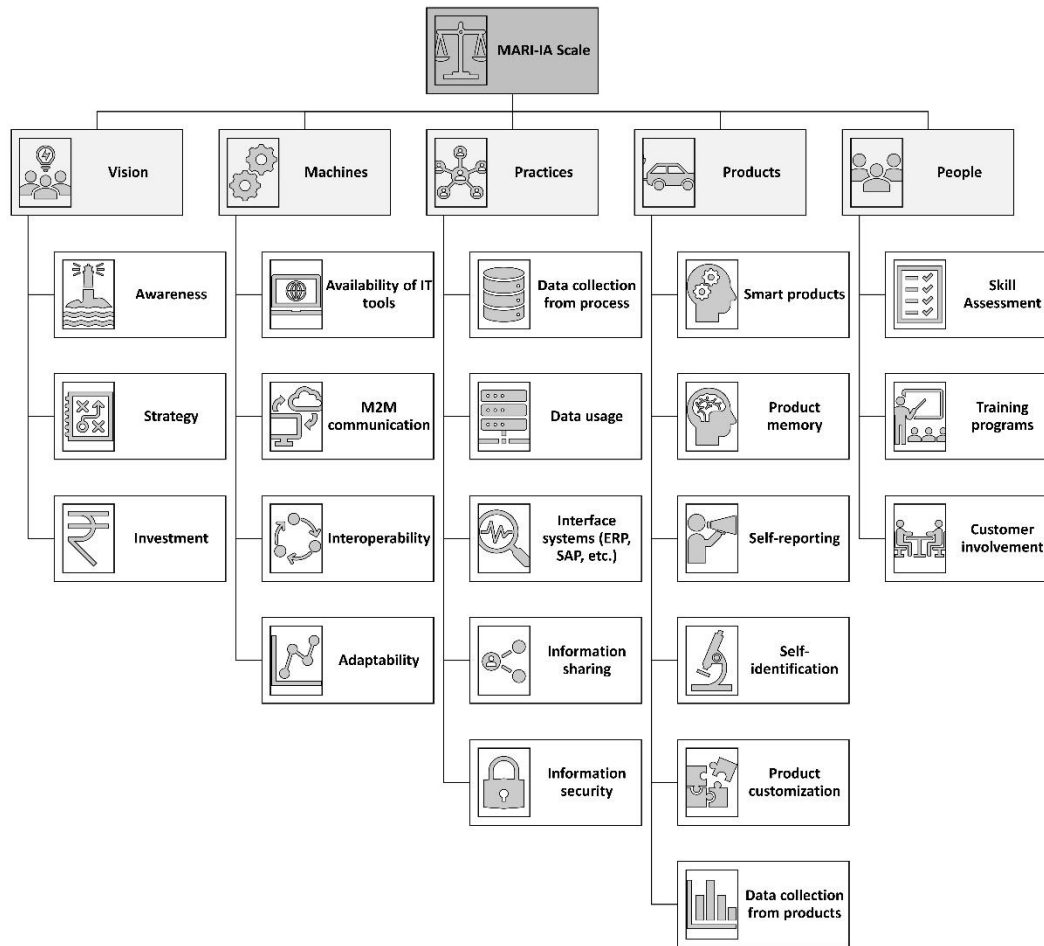 MARI-IA Scale
Vision
Machines
Practices
Products
People
Awareness
Availability of IT
tools
Data collection
from process
Smart products
Skill
Assessment
Strategy
M2M
communication
Data usage
Product
memory
Training
programs
Investment
Interoperability
Interface
systems (ERP,
SAP, etc.)
Self-reporting
Customer
involvement
Adaptability
Information
sharing
Self-
identification
Information
security
Product
customization
Data collection
from products